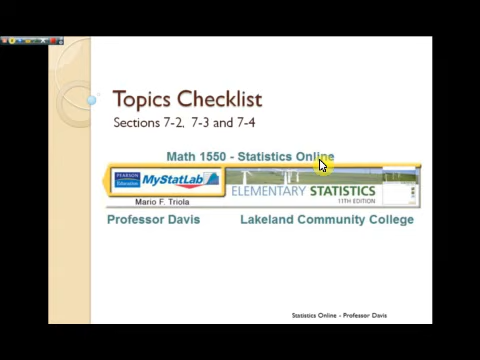 Topics Checklist
Sections 7-2, 7-3 and 7-4
Math 1550 - Statistics Online
PEARSON
Education
MyStatLab
ELEMENTARY STATISTICS
11TH EDITION
Mario F. Triola
Professor Davis Lakeland Community College
Statistics Online - Professor Davis